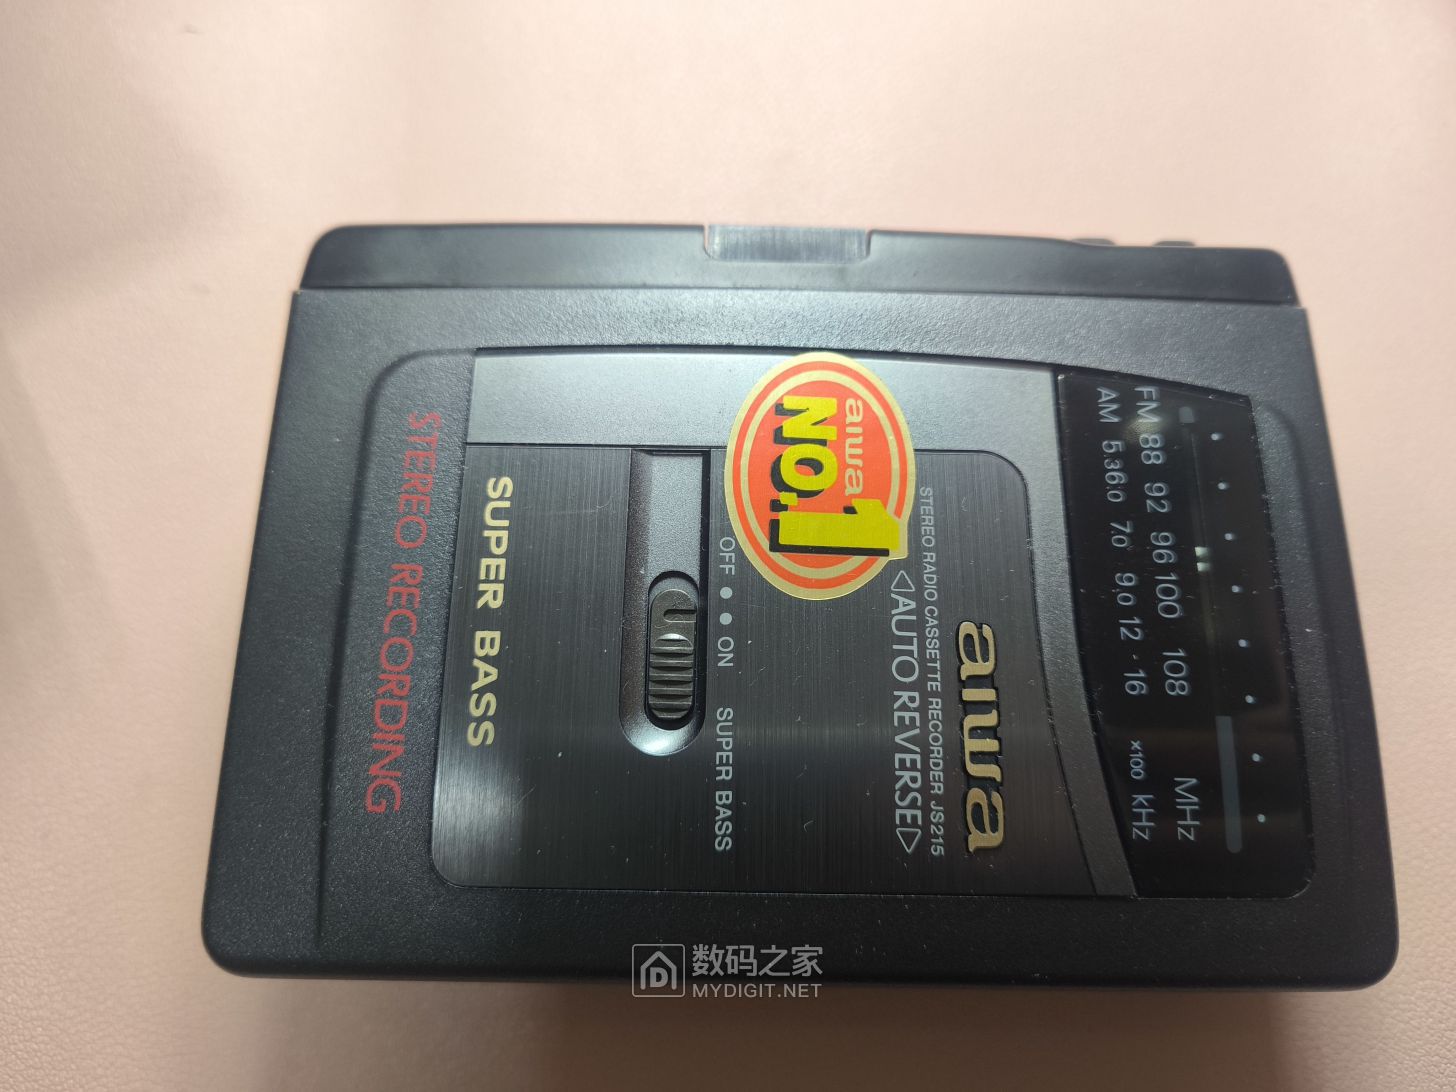 FM 88 92 96 100 108 MHz
AM 5.3 6.0 7.0 9.0 12 · 16 x100 kHz
aiwa
STEREO RADIO CASSETTE RECORDER JS215
◁AUTO REVERSE▷
aiwa
NO.1
OFF • • ON SUPER BASS
SUPER BASS
STEREO RECORDING
数码之家
MYDIGIT.NET